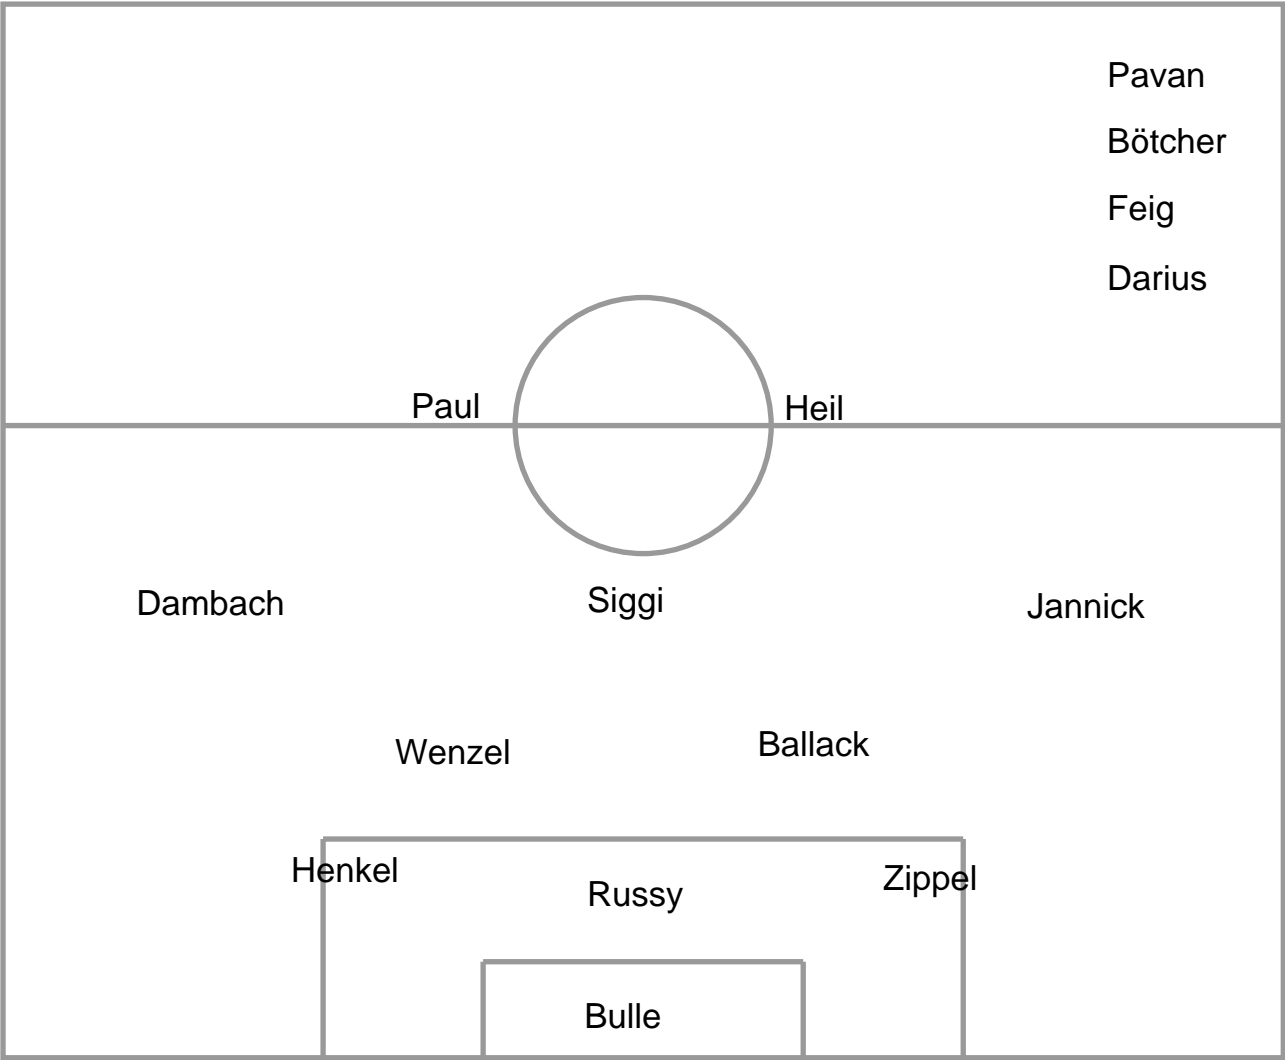 Pavan
Bötcher
Feig
Darius
Paul
Heil
Dambach
Siggi
Jannick
Wenzel
Ballack
Henkel
Russy
Zippel
Bulle